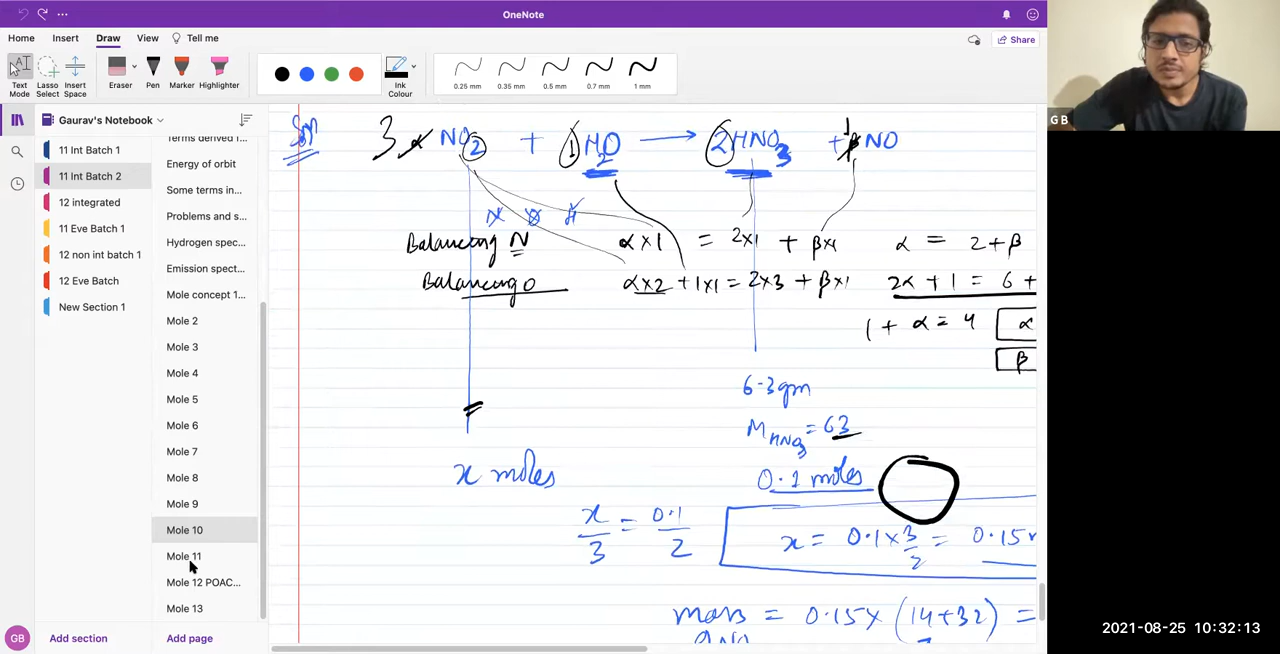 OneNote
Home Insert Draw View Tell me
Share
Text Mode
Lasso Select
Insert Space
Eraser
Pen
Marker
Highlighter
Ink Colour
0.25 mm 0.35 mm 0.5 mm 0.7 mm 1 mm
Gaurav's Notebook
11 Int Batch 1
11 Int Batch 2
12 integrated
11 Eve Batch 1
12 non int batch 1
12 Eve Batch
New Section 1
Terms derived f...
Energy of orbit
Some terms in...
Problems and s...
Hydrogen spec...
Emission spect...
Mole concept 1...
Mole 2
Mole 3
Mole 4
Mole 5
Mole 6
Mole 7
Mole 8
Mole 9
Mole 10
Mole 11
Mole 12 POAC...
Mole 13
GB
Add section
Add page
3 NO2 + 1 H2O → 2HNO3 + 1 NO
N O H
Balancing N α×1 = 2×1 + β×1 α = 2+β
Balancing O α×2 + 1×1 = 2×3 + β×1 2α + 1 = 6 +
1 + α = 4 α
β
6.3gm
M HNO3 = 63
x moles 0.1 moles
x/3 = 0.1/2 x = 0.1×3/2 = 0.15
mass = 0.15× (14+32) =
G B
2021-08-25 10:32:13